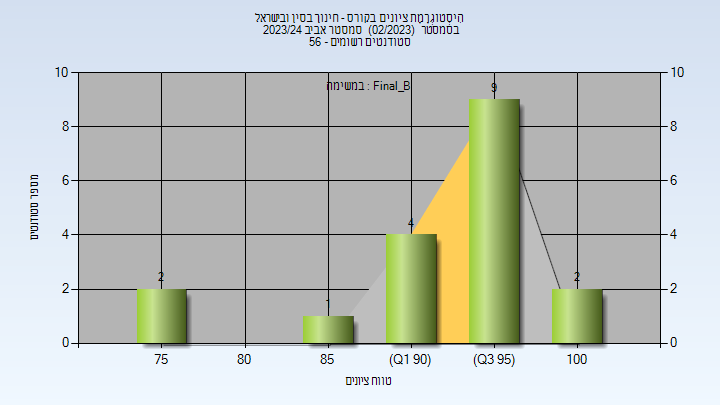 היסטוגרמת ציונים בקורס - חינוך בסין ובישראל
בסמסטר (02/2023) סמסטר אביב 2023/24
סטודנטים רשומים - 56
במשימה : Final_B
10 10
8 8
6 6
4 4
2 2
0 0
2 1 4 9 2
מספר סטודנטים
75 80 85 (Q1 90) (Q3 95) 100
טווח ציונים